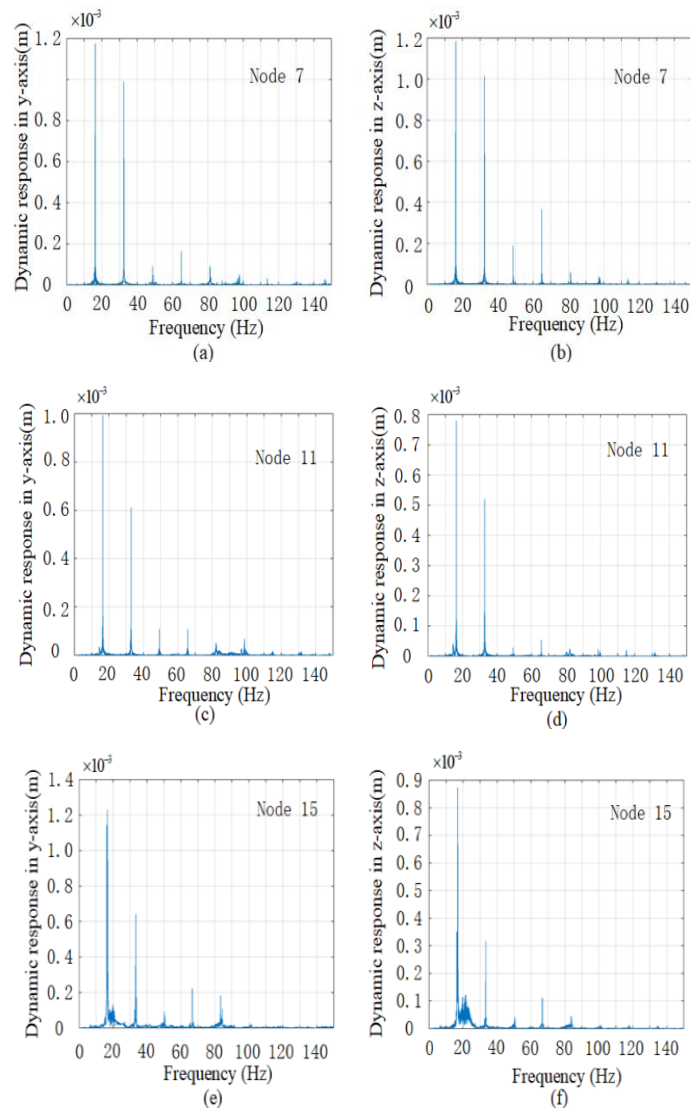 ×10⁻³
Dynamic response in y-axis(m)
1.2
1.0
0.8
0.6
0.4
0.2
0
Node 7
0 20 40 60 80 100 120 140
Frequency (Hz)
(a)
×10⁻³
Dynamic response in z-axis(m)
1.2
1.0
0.8
0.6
0.4
0.2
0
Node 7
0 20 40 60 80 100 120 140
Frequency (Hz)
(b)
×10⁻³
Dynamic response in y-axis(m)
1.0
0.8
0.6
0.4
0.2
0
Node 11
0 20 40 60 80 100 120 140
Frequency (Hz)
(c)
×10⁻³
Dynamic response in z-axis(m)
0.8
0.7
0.6
0.5
0.4
0.3
0.2
0.1
0
Node 11
0 20 40 60 80 100 120 140
Frequency (Hz)
(d)
×10⁻³
Dynamic response in y-axis(m)
1.4
1.2
1.0
0.8
0.6
0.4
0.2
0
Node 15
0 20 40 60 80 100 120 140
Frequency (Hz)
(e)
×10⁻³
Dynamic response in z-axis(m)
0.9
0.8
0.7
0.6
0.5
0.4
0.3
0.2
0.1
0
Node 15
0 20 40 60 80 100 120 140
Frequency (Hz)
(f)